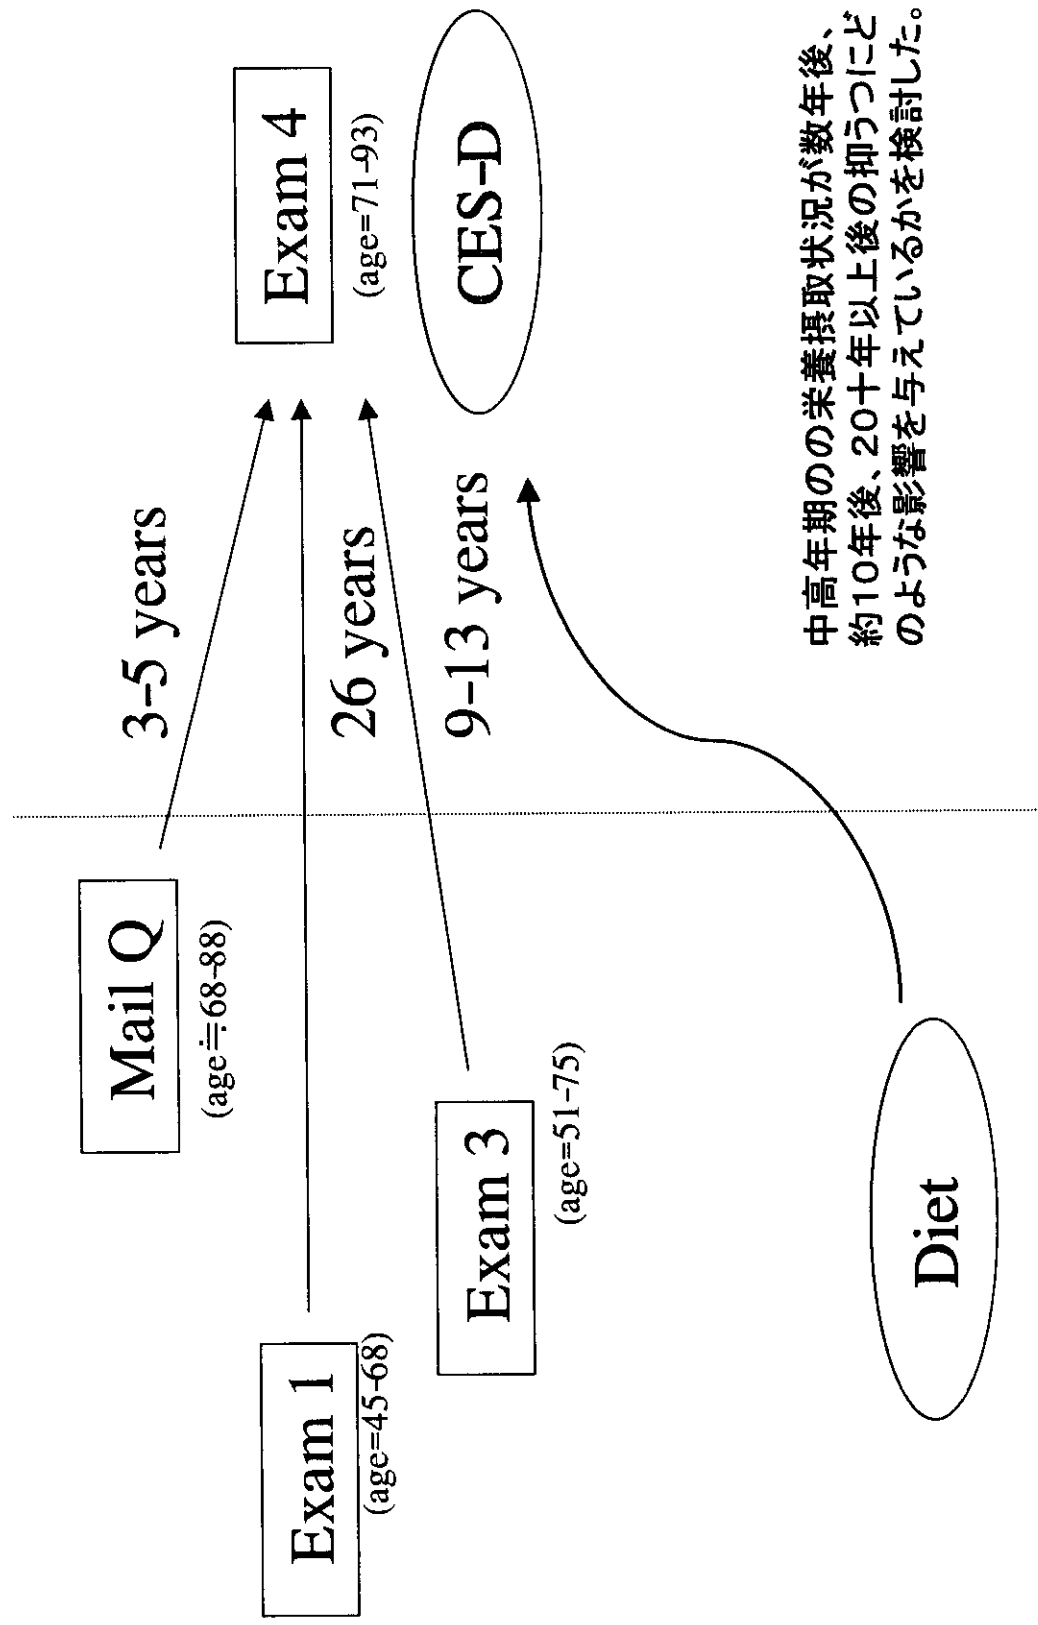 Mail Q
(age≒68-88)
3-5 years
Exam 1
(age=45-68)
26 years
Exam 4
(age=71-93)
Exam 3
(age=51-75)
9-13 years
CES-D
Diet
中高年期のの栄養摂取状況が数年後、
約10年後、20十年以上後の抑うつにど
のような影響を与えているかを検討した。